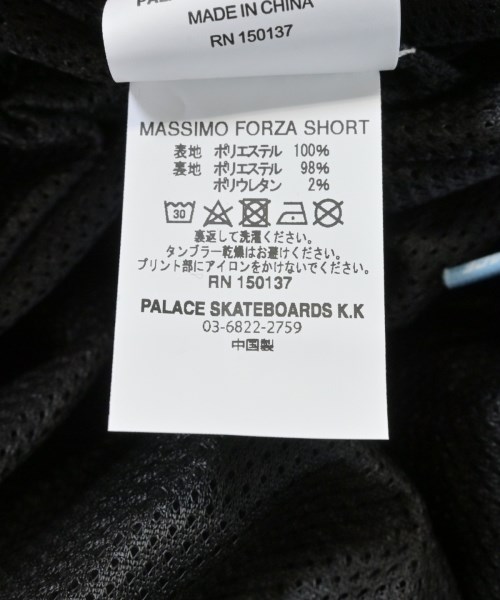 MADE IN CHINA
RN 150137
MASSIMO FORZA SHORT
表地 ポリエステル 100%
裏地 ポリエステル 98%
ポリウレタン 2%
30
裏返して洗濯ください。
タンブラー乾燥はお避けください。
プリント部にアイロンをかけないでください。
RN 150137
PALACE SKATEBOARDS K.K
03-6822-2759
中国製